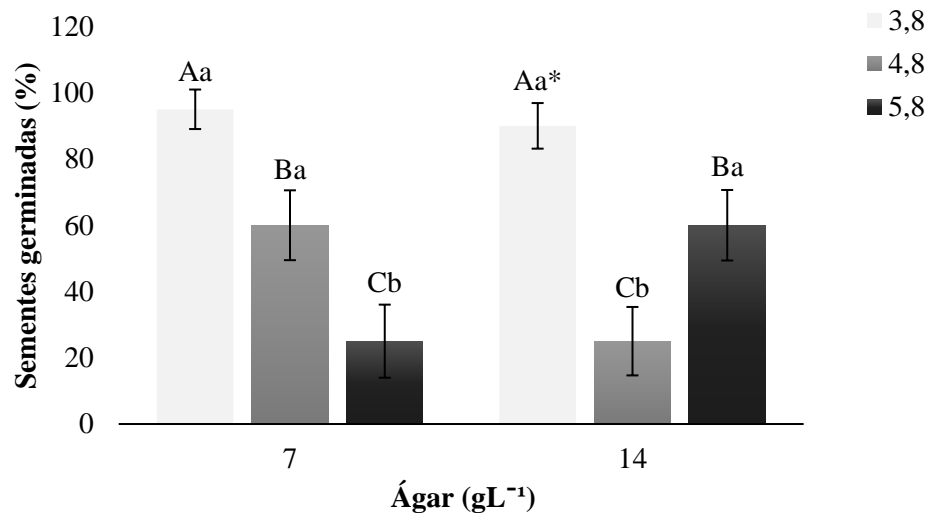 120
100
80
60
40
20
0
Sementes germinadas (%)
Aa
Ba
Cb
Aa*
Cb
Ba
7
14
Ágar (gL⁻¹)
3,8
4,8
5,8